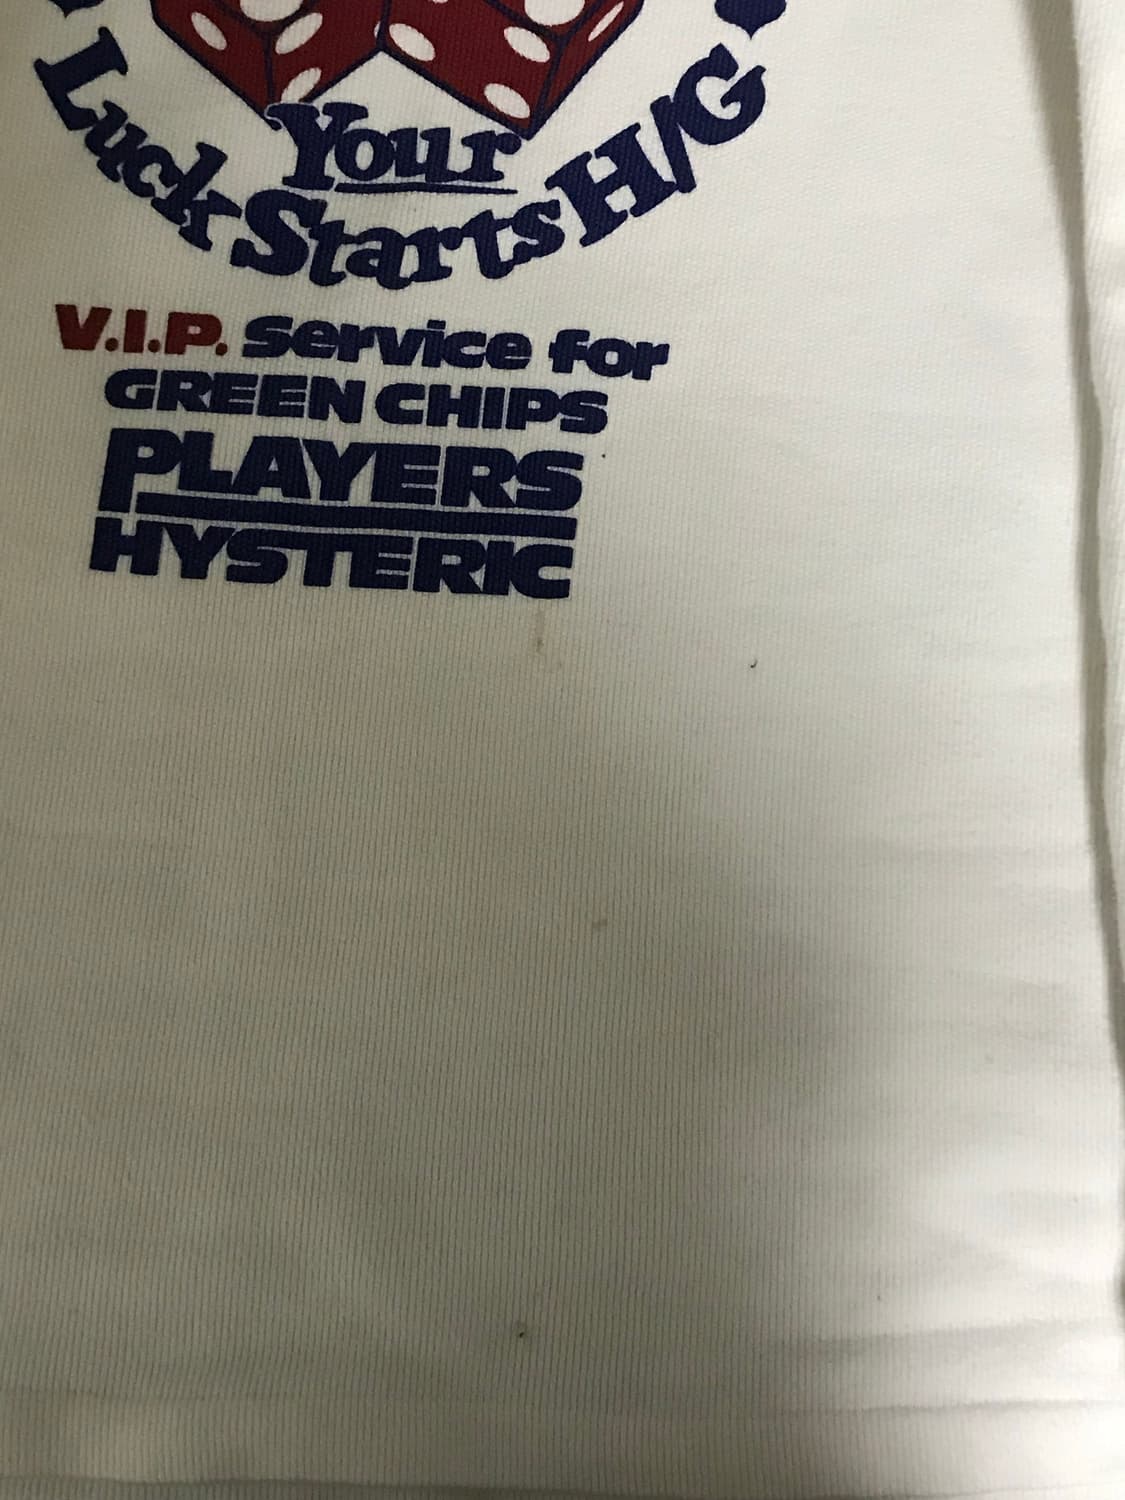 Your
Luck Starts H/G
V.I.P. Service for
GREEN CHIPS
PLAYERS
HYSTERIC